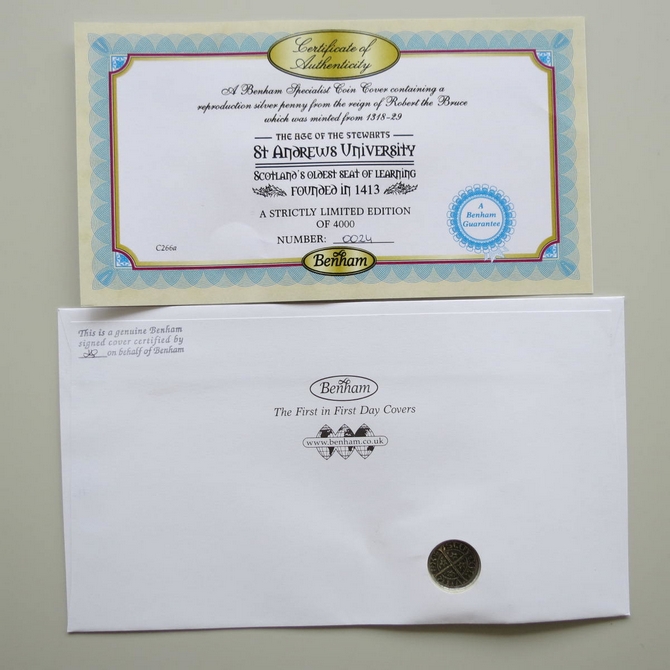 Certificate of
Authenticity
A Benham Specialist Coin Cover containing a
reproduction silver penny from the reign of Robert the Bruce
which was minted from 1318-29
THE AGE OF THE STEWARTS
ST ANDREWS UNIVERSITY
SCOTLAND'S OLDEST SEAT OF LEARNING
FOUNDED IN 1413
A STRICTLY LIMITED EDITION
OF 4000
NUMBER: 0024
A
Benham
Guarantee
C266a
Benham
This is a genuine Benham
signed cover certified by
on behalf of Benham
Benham
The First in First Day Covers
www.benham.co.uk